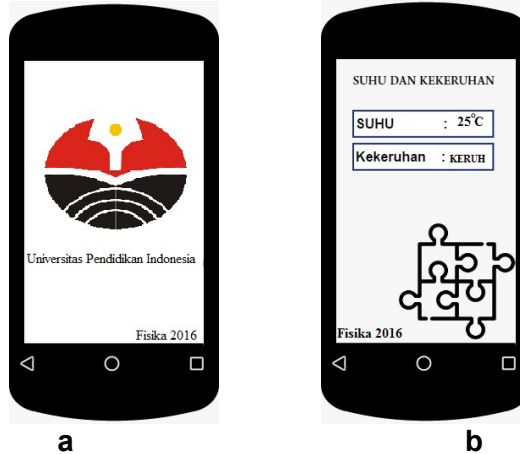 Universitas Pendidikan Indonesia
Fisika 2016
a
SUHU DAN KEKERUHAN
SUHU : 25°C
Kekeruhan : KERUH
Fisika 2016
b